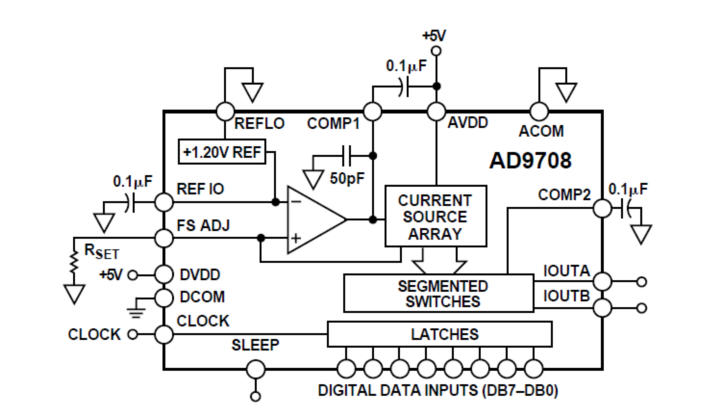 +5V
0.1µF
REFLO
COMP1
AVDD
ACOM
+1.20V REF
AD9708
50pF
0.1µF
REF IO
COMP2
0.1µF
CURRENT
SOURCE
ARRAY
FS ADJ
RSET
+5V
DVDD
IOUTA
SEGMENTED
SWITCHES
DCOM
IOUTB
CLOCK
CLOCK
LATCHES
SLEEP
DIGITAL DATA INPUTS (DB7–DB0)